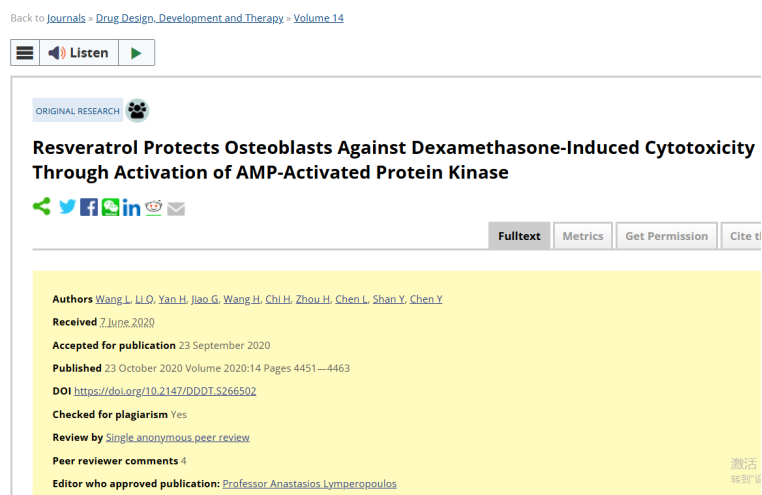 Back to Journals » Drug Design, Development and Therapy » Volume 14
Listen
ORIGINAL RESEARCH
Resveratrol Protects Osteoblasts Against Dexamethasone-Induced Cytotoxicity
Through Activation of AMP-Activated Protein Kinase
Fulltext Metrics Get Permission Cite
Authors Wang L, Li Q, Yan H, Jiao G, Wang H, Chi H, Zhou H, Chen L, Shan Y, Chen Y
Received 7 June 2020
Accepted for publication 23 September 2020
Published 23 October 2020 Volume 2020:14 Pages 4451—4463
DOI https://doi.org/10.2147/DDDT.S266502
Checked for plagiarism Yes
Review by Single anonymous peer review
Peer reviewer comments 4
Editor who approved publication: Professor Anastasios Lymperopoulos
激活
转到"